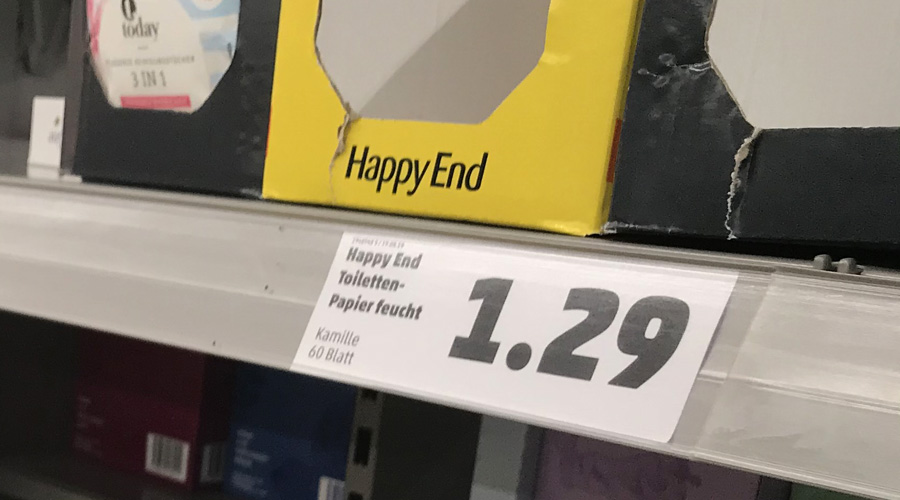 today
3 IN 1
Happy End
Happy End
Toiletten-
Papier feucht
Kamille
60 Blatt
1.29